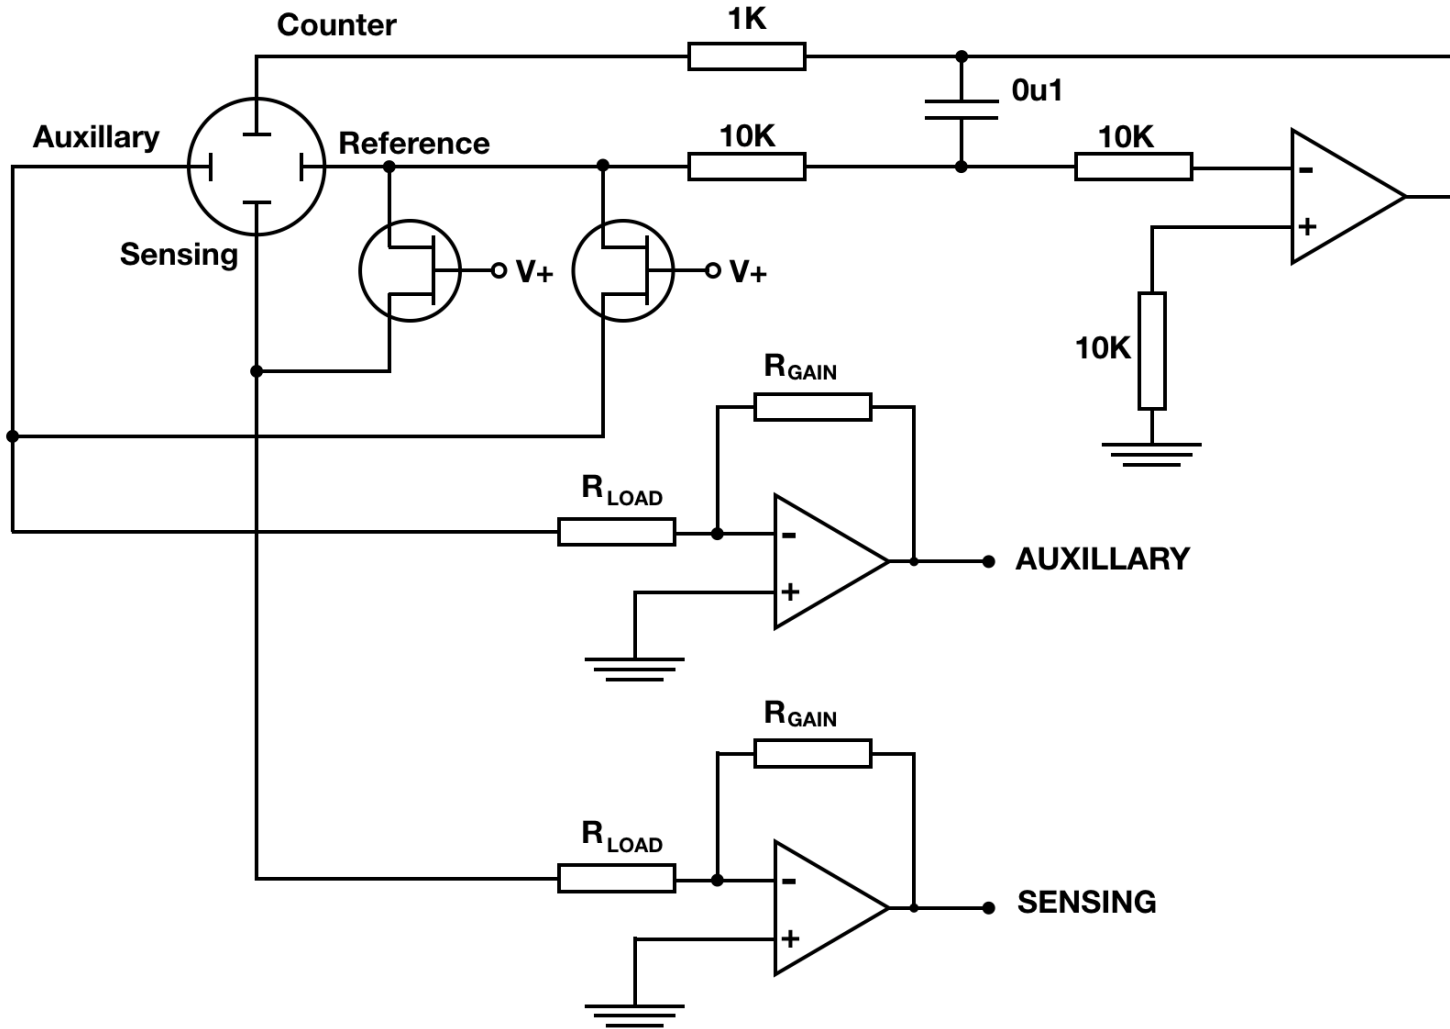 Counter
1K
0u1
Auxillary
Reference
10K
10K
-
+
Sensing
V+
V+
10K
RGAIN
RLOAD
-
+
AUXILLARY
RGAIN
RLOAD
-
+
SENSING